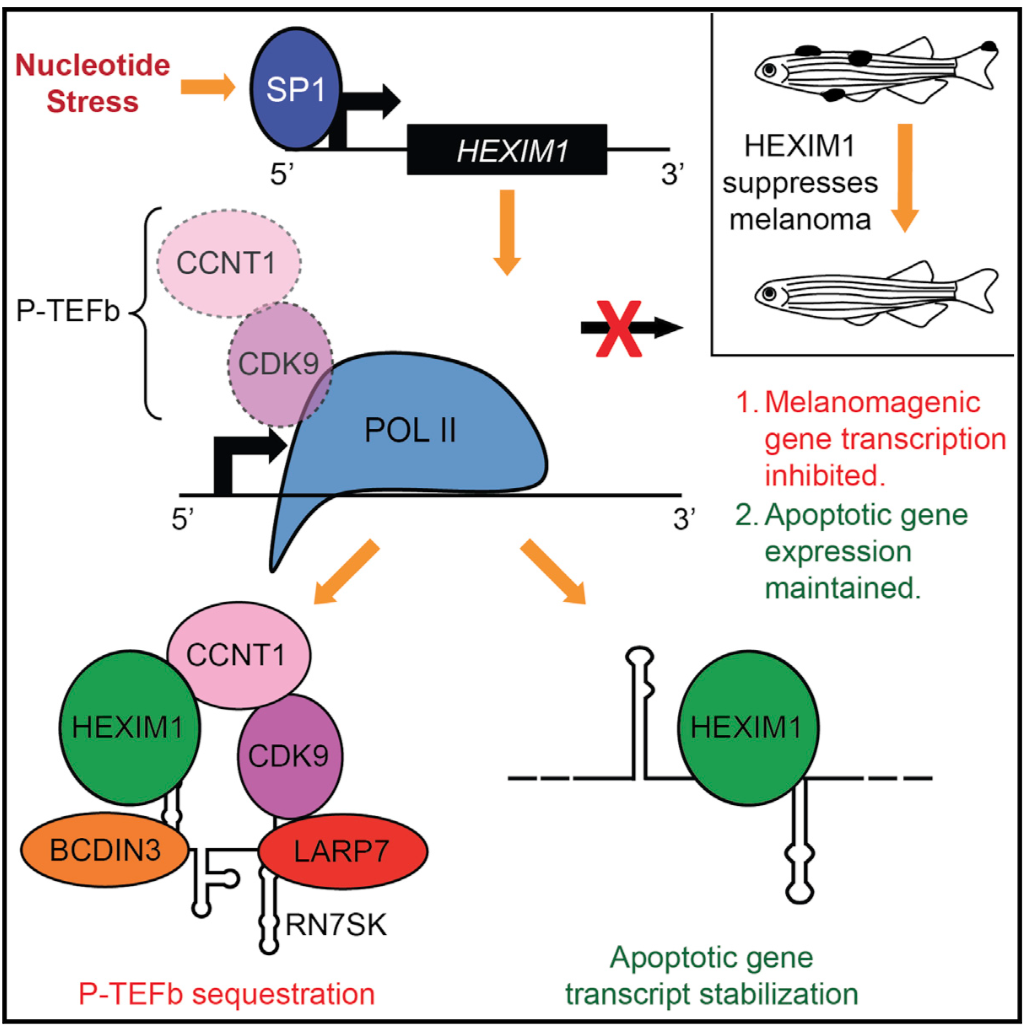 Nucleotide
Stress
SP1
HEXIM1
5’
3’
HEXIM1
suppresses
melanoma
CCNT1
P-TEFb
CDK9
POL II
5’
3’
X
1. Melanomagenic
gene transcription
inhibited.
2. Apoptotic gene
expression
maintained.
CCNT1
HEXIM1
CDK9
BCDIN3
LARP7
RN7SK
P-TEFb sequestration
HEXIM1
Apoptotic gene
transcript stabilization